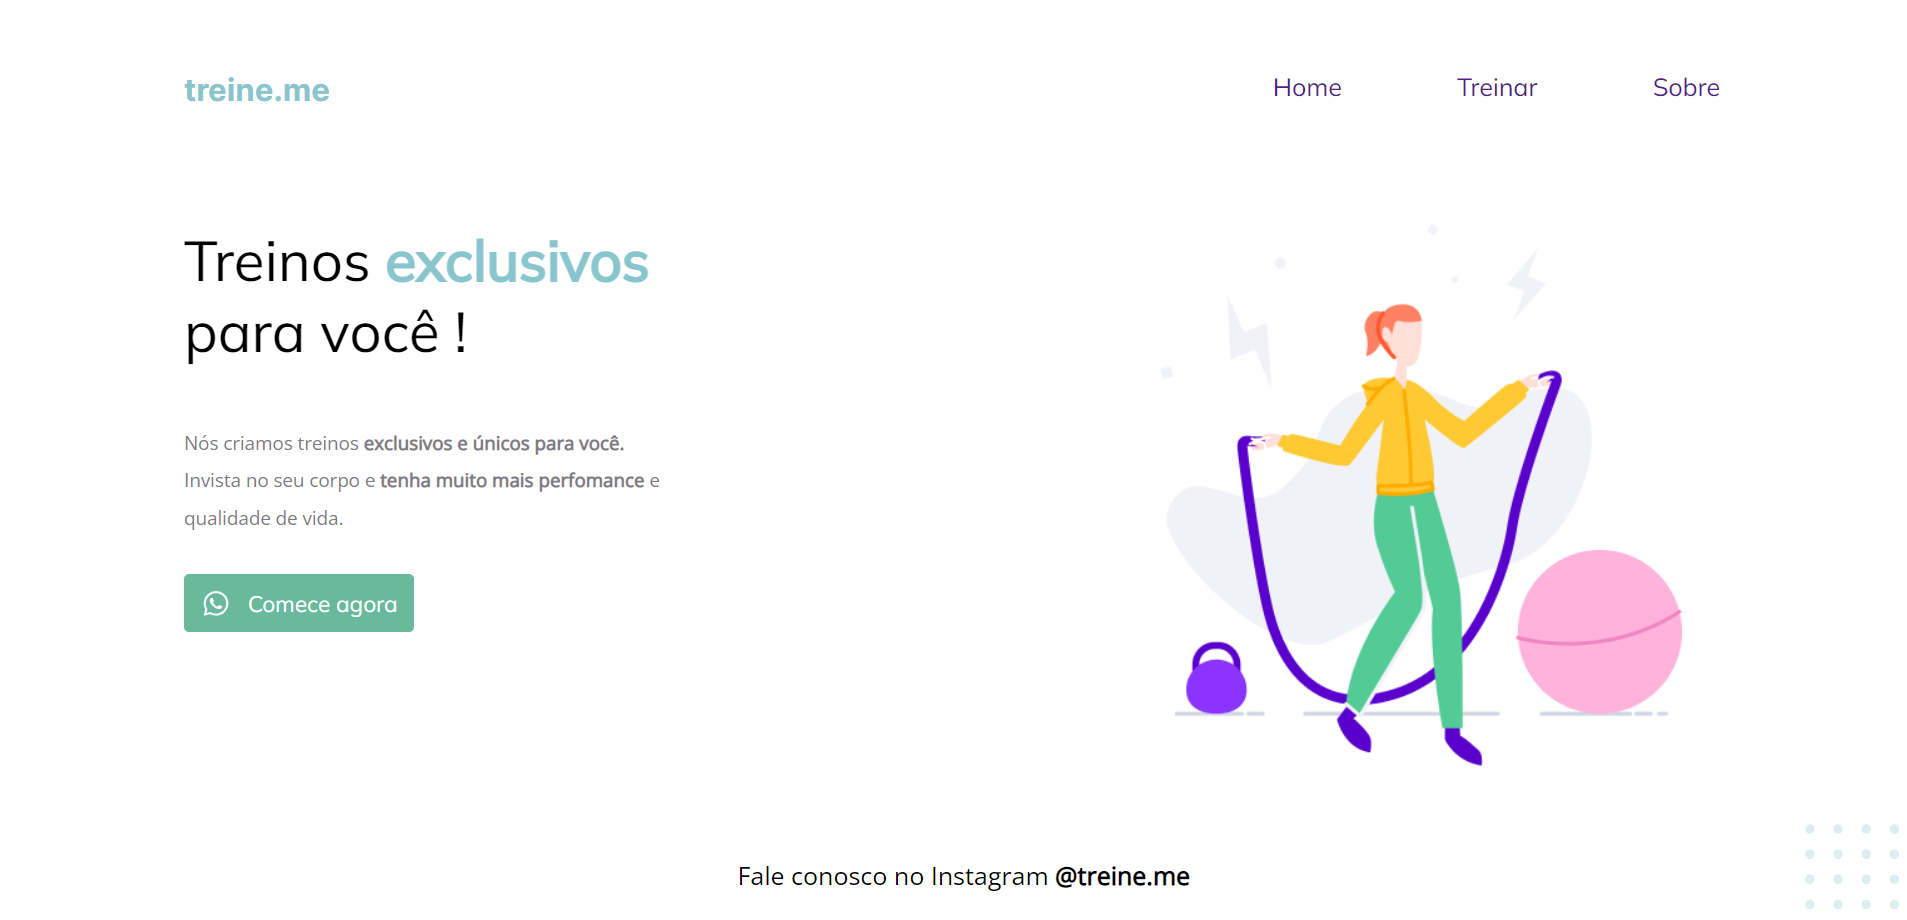 treine.me
Home
Treinar
Sobre
Treinos exclusivos
para você !
Nós criamos treinos exclusivos e únicos para você.
Invista no seu corpo e tenha muito mais perfomance e
qualidade de vida.
Comece agora
Fale conosco no Instagram @treine.me